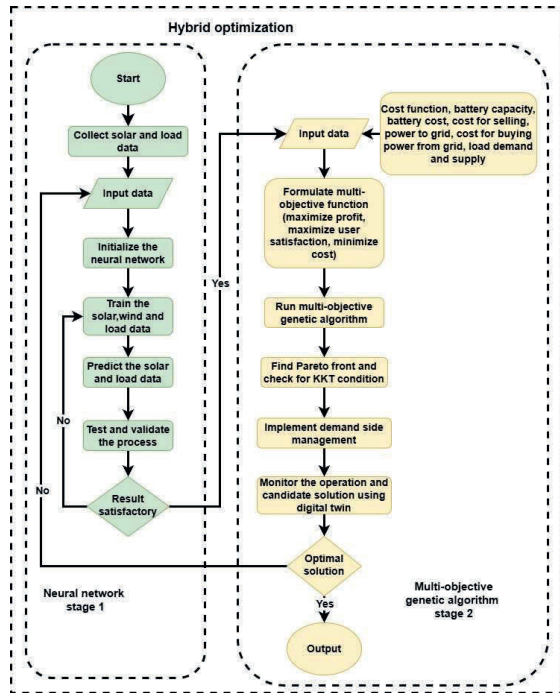 Hybrid optimization
Start
Collect solar and load
data
Input data
Initialize the
neural network
Train the
solar,wind and
load data
Predict the solar
and load data
Test and validate
the process
Result
satisfactory
No
No
Yes
Neural network
stage 1
Input data
Cost function, battery capacity,
battery cost, cost for selling,
power to grid, cost for buying
power from grid, load demand
and supply
Formulate multi-
objective function
(maximize profit,
maximize user
satisfaction, minimize
cost)
Run multi-objective
genetic algorithm
Find Pareto front and
check for KKT condition
Implement demand side
management
Monitor the operation and
candidate solution using
digital twin
Optimal
solution
Yes
Output
Multi-objective
genetic algorithm
stage 2